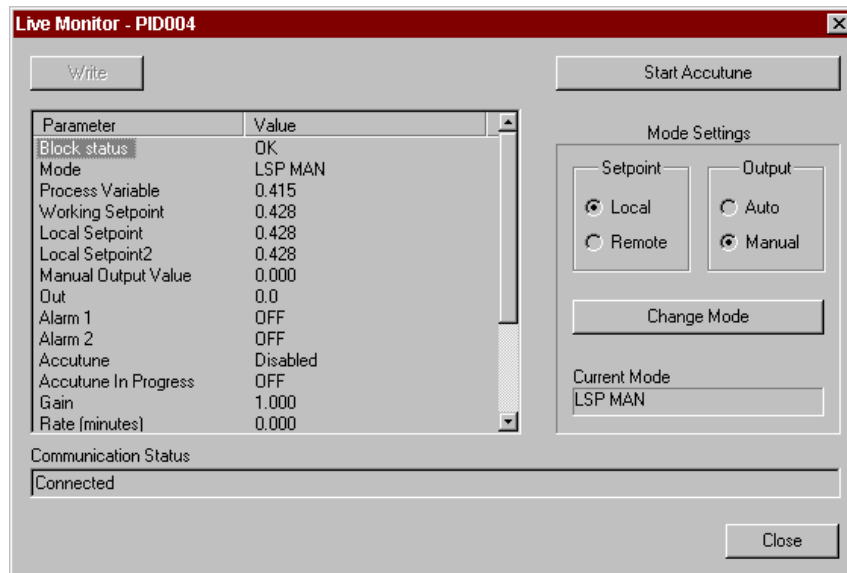 Live Monitor - PID004
Write
Start Accutune
Parameter Value
Block status OK
Mode LSP MAN
Process Variable 0.415
Working Setpoint 0.428
Local Setpoint 0.428
Local Setpoint2 0.428
Manual Output Value 0.000
Out 0.0
Alarm 1 OFF
Alarm 2 OFF
Accutune Disabled
Accutune In Progress OFF
Gain 1.000
Rate (minutes) 0.000
Mode Settings
Setpoint Output
Local Auto
Remote Manual
Change Mode
Current Mode
LSP MAN
Communication Status
Connected
Close